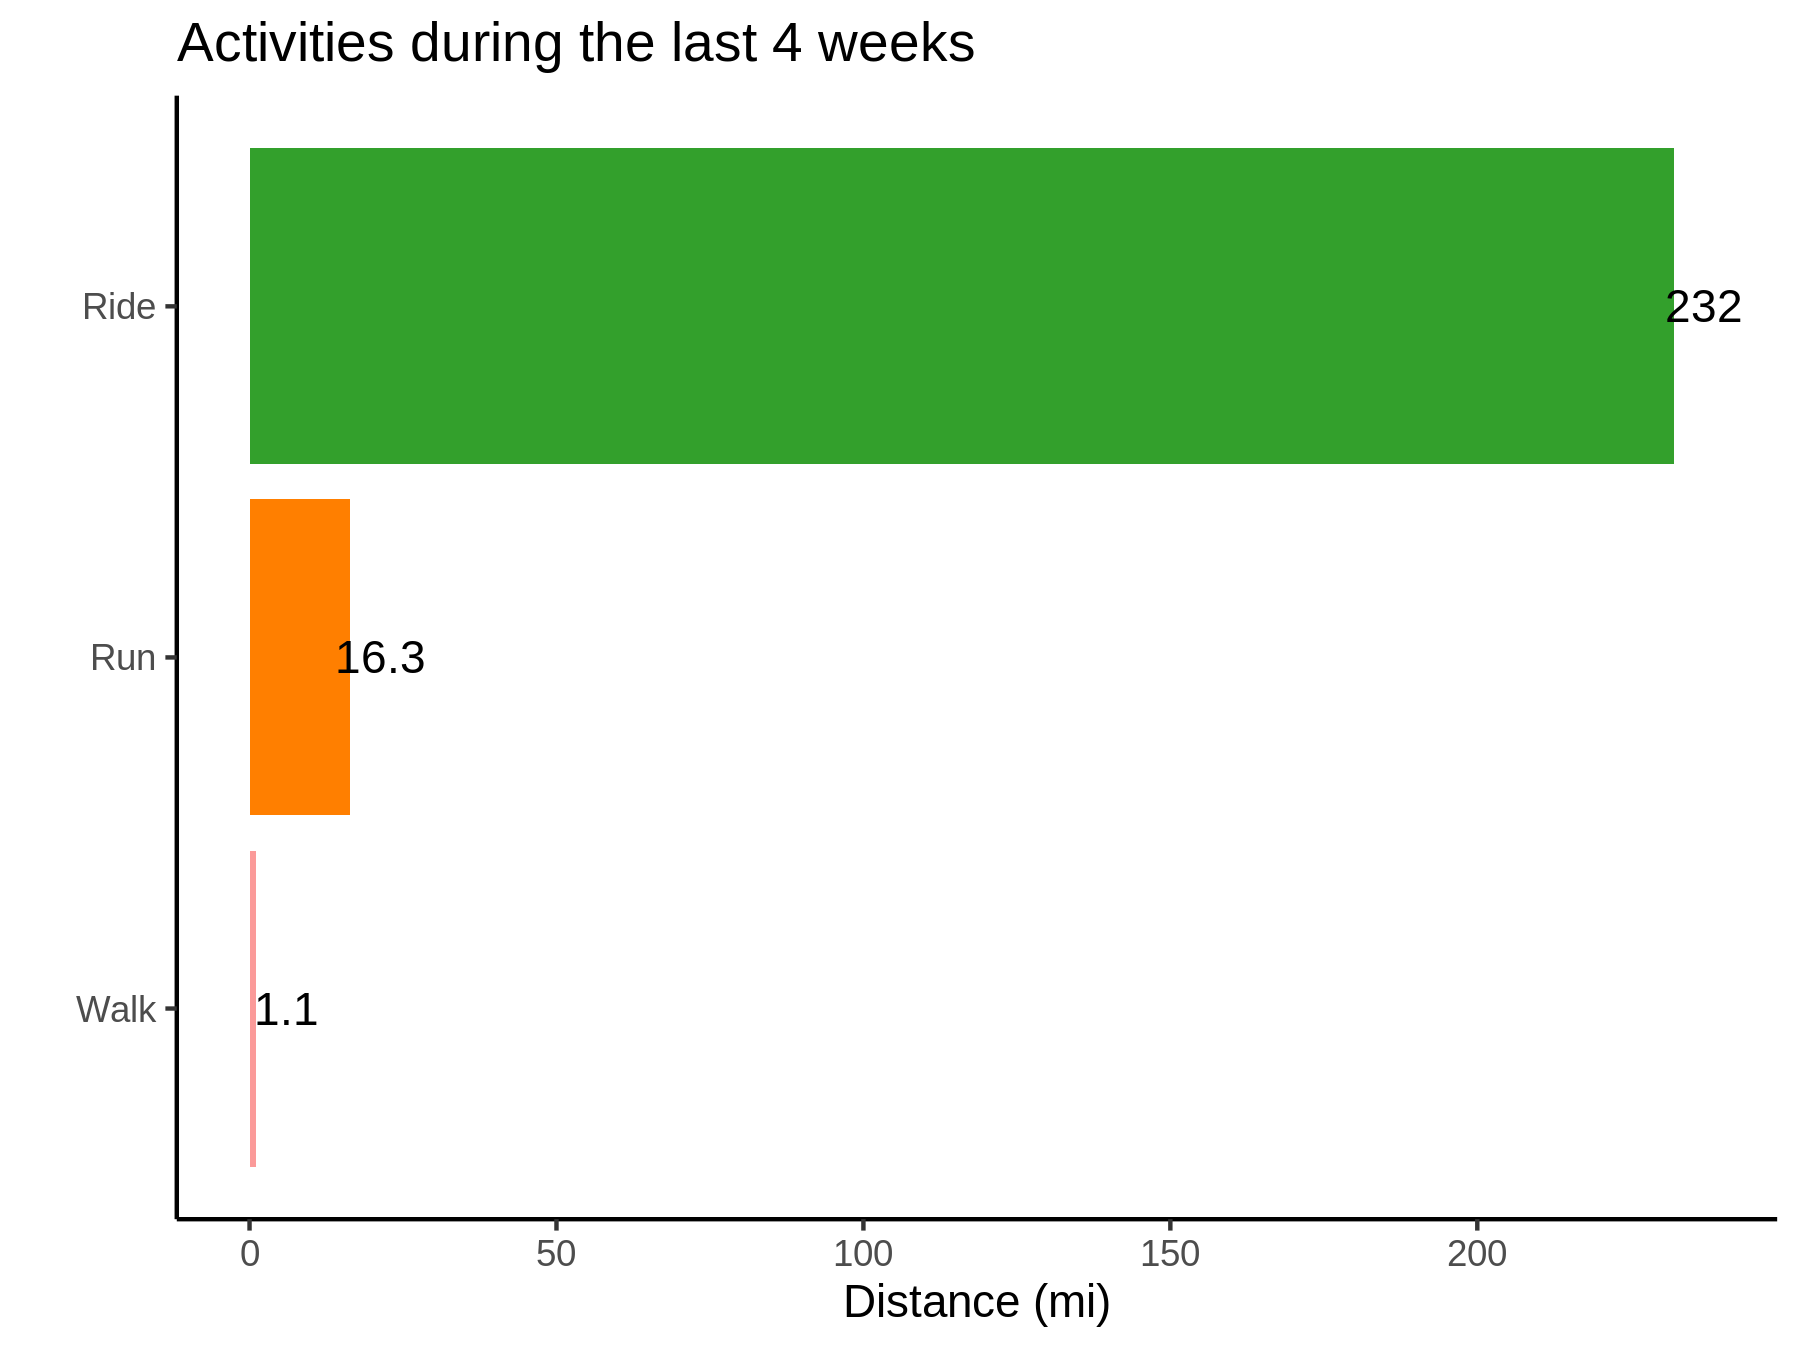 Activities during the last 4 weeks
Ride
232
Run
16.3
Walk
1.1
0 50 100 150 200
Distance (mi)